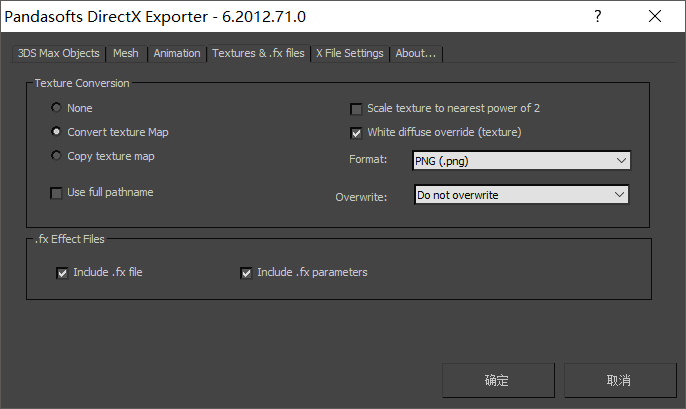 Pandasofts DirectX Exporter - 6.2012.71.0
?
3DS Max Objects Mesh Animation Textures & .fx files X File Settings About...
Texture Conversion
None
Scale texture to nearest power of 2
Convert texture Map
White diffuse override (texture)
Copy texture map
Format: PNG (.png)
Use full pathname
Overwrite: Do not overwrite
.fx Effect Files
Include .fx file
Include .fx parameters
确定
取消